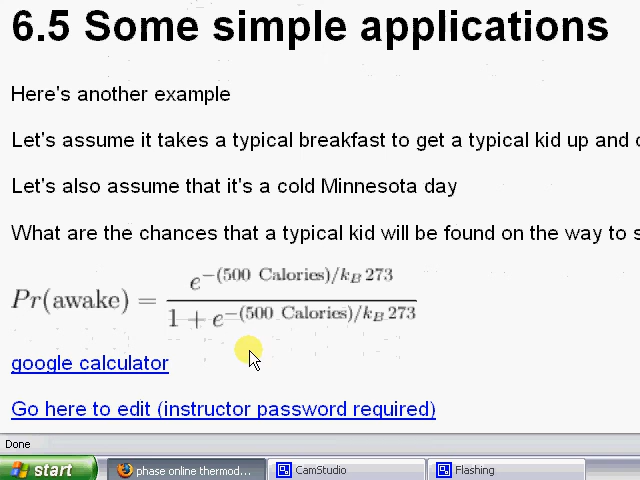 6.5 Some simple applications
Here's another example
Let's assume it takes a typical breakfast to get a typical kid up and
Let's also assume that it's a cold Minnesota day
What are the chances that a typical kid will be found on the way to
Pr(awake) = e^{-(500 Calories)/k_B 273} / 1 + e^{-(500 Calories)/k_B 273}
google calculator
Go here to edit (instructor password required)
Done
start phase online thermod... CamStudio Flashing